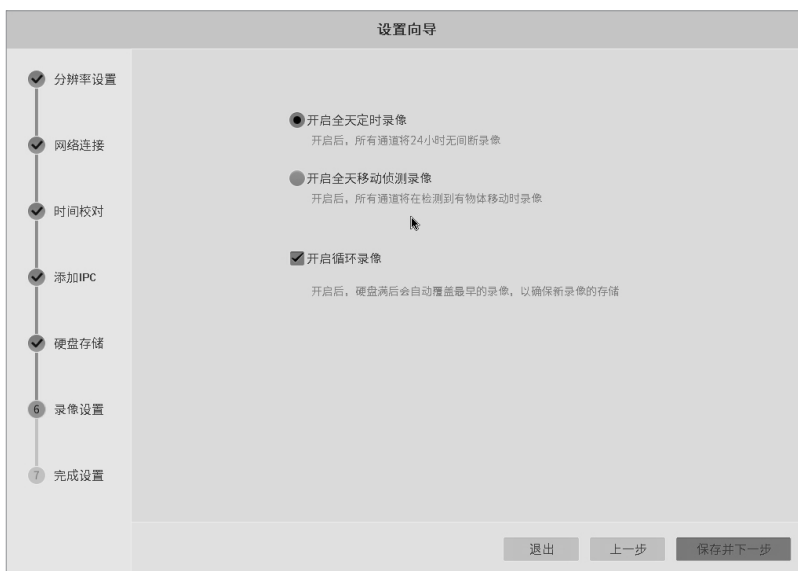 设置向导
分辨率设置
网络连接
时间校对
添加IPC
硬盘存储
6 录像设置
7 完成设置
开启全天定时录像
开启后，所有通道将24小时无间断录像
开启全天移动侦测录像
开启后，所有通道将在检测到有物体移动时录像
开启循环录像
开启后，硬盘满后会自动覆盖最早的录像，以确保新录像的存储
退出 上一步 保存并下一步